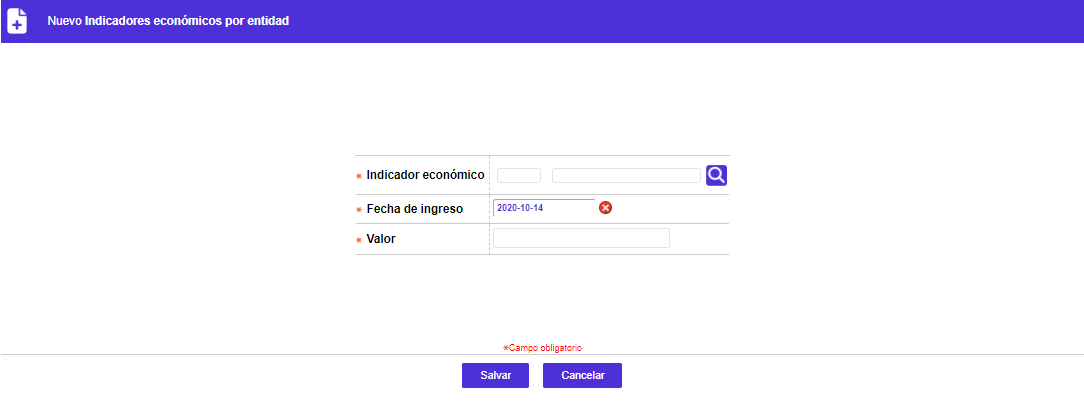 Nuevo Indicadores económicos por entidad
* Indicador económico
* Fecha de ingreso 2020-10-14
* Valor
*Campo obligatorio
Salvar Cancelar